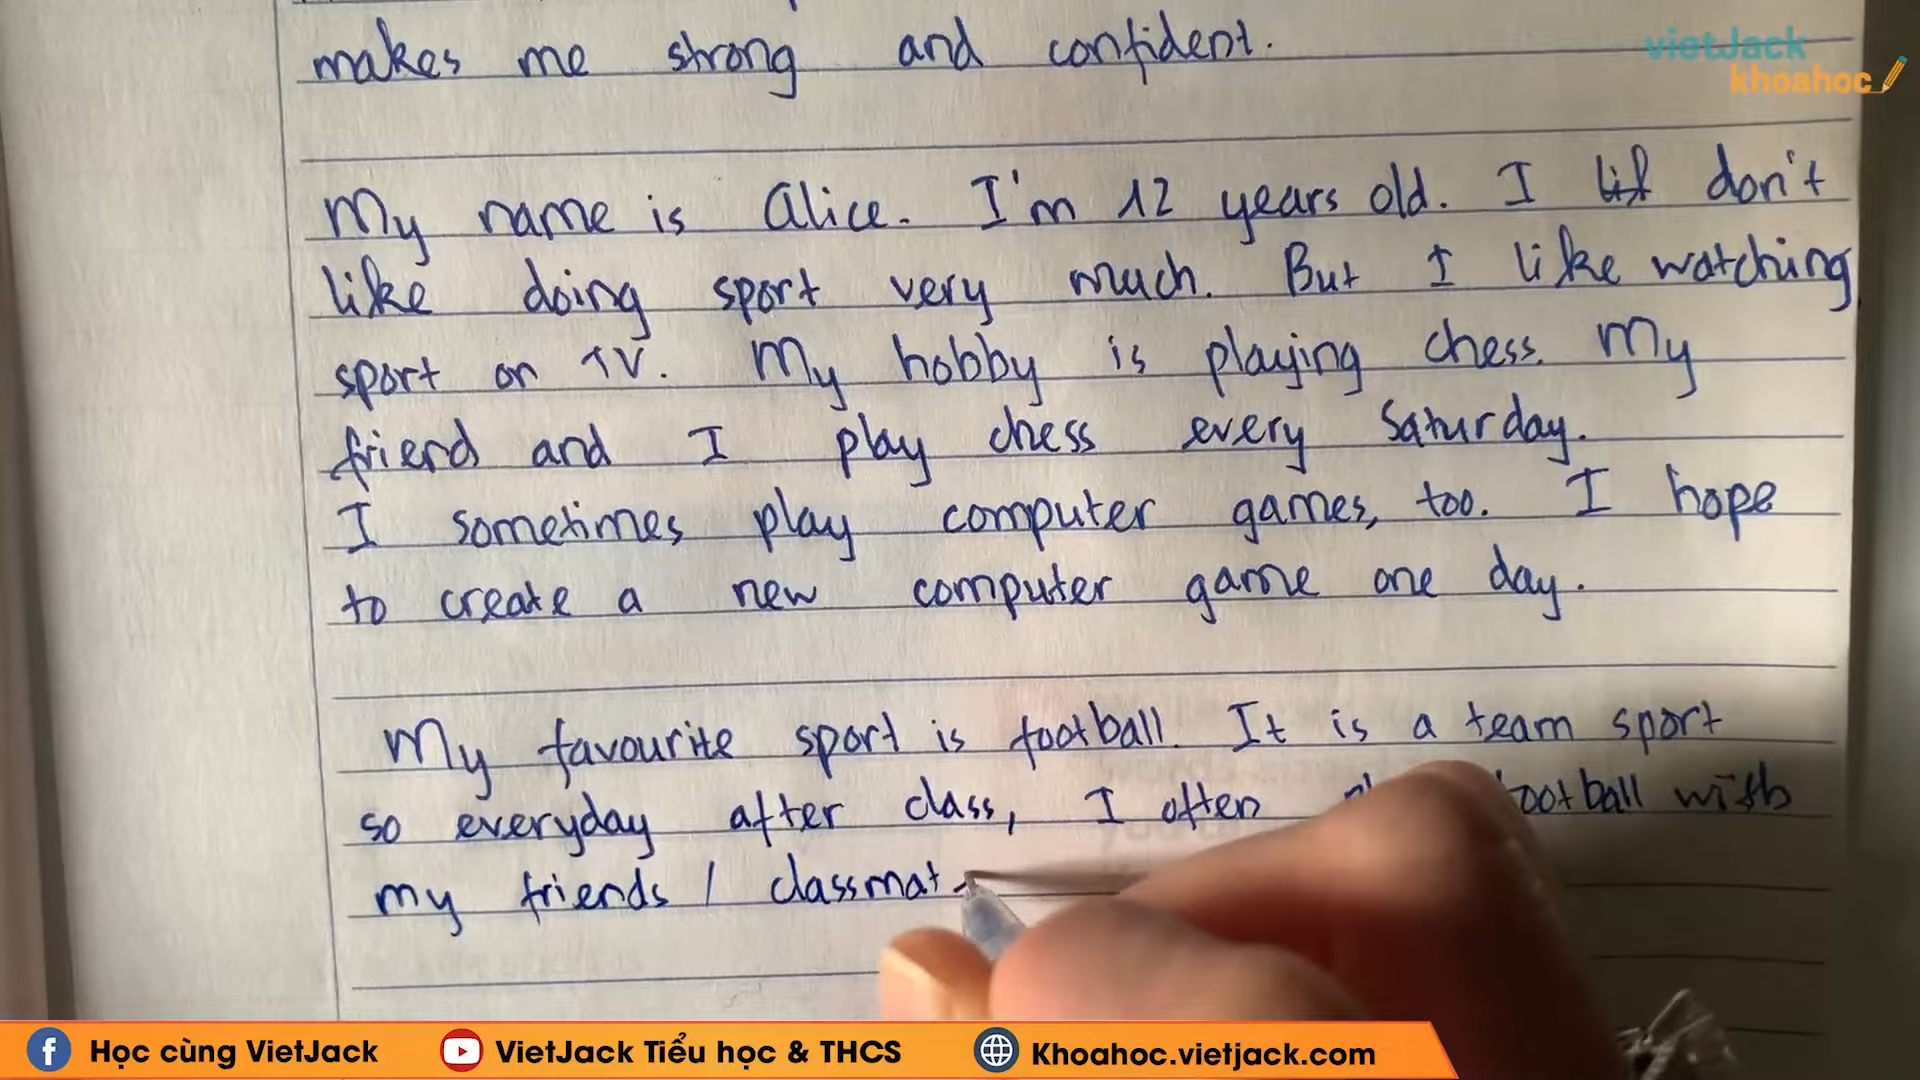 makes me strong and confident.
vietJack
khoahoc
My name is Alice. I'm 12 years old. I don't
like doing sport very much. But I like watching
sport on TV. My hobby is playing chess. My
friend and I play chess every Saturday.
I sometimes play computer games, too. I hope
to create a new computer game one day.
My favourite sport is football. It is a team sport
so everyday after class, I often football with
my friends / classmat
Học cùng VietJack
VietJack Tiểu học & THCS
Khoahoc.vietjack.com